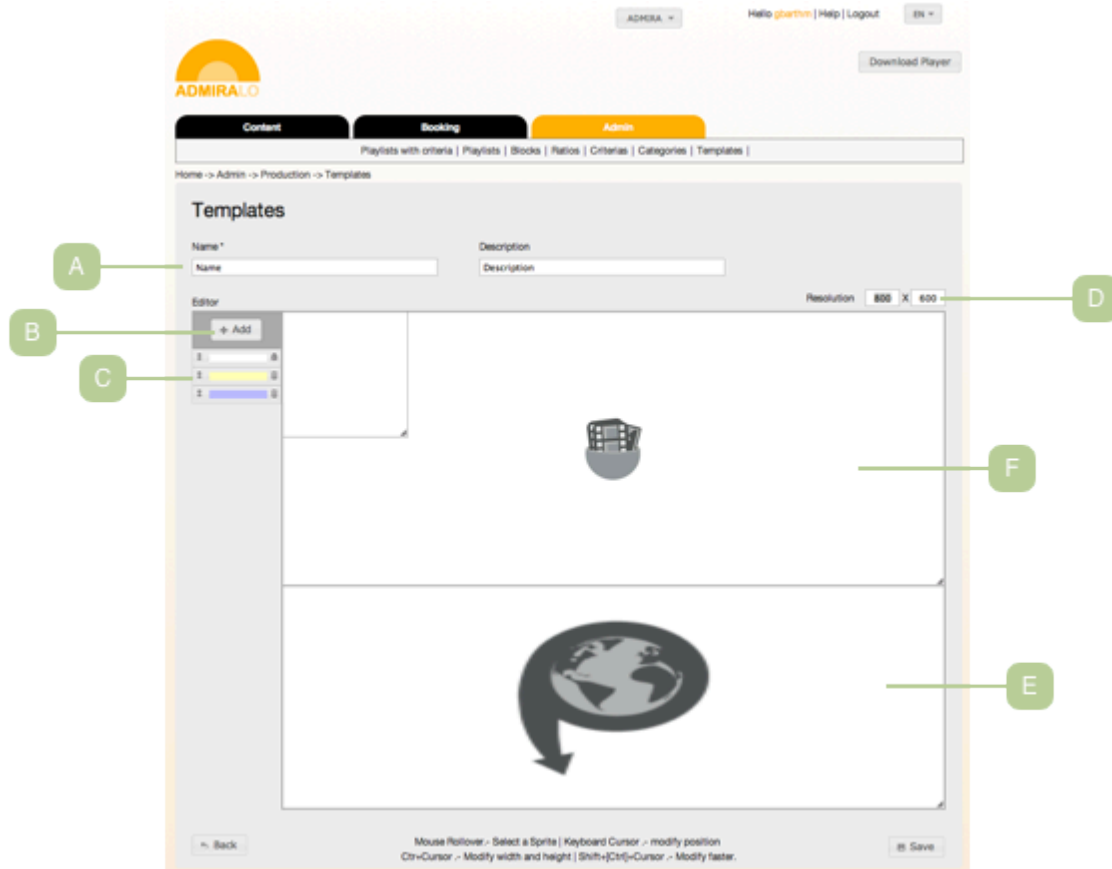 ADMIRA
Hello gbarthm | Help | Logout
EN
Download Player
ADMIRALO
Content
Booking
Admin
Playlists with criteria | Playlists | Blocks | Ratios | Criterias | Categories | Templates |
Home -> Admin -> Production -> Templates
Templates
Name *
Description
A
Name
Description
D
Resolution 800 X 600
Editor
B
+ Add
C
F
E
Back
Mouse Rollover.- Select a Sprite | Keyboard Cursor .- modify position
Ctr+Cursor .- Modify width and height | Shift+[Ctrl]+Cursor .- Modify faster.
Save